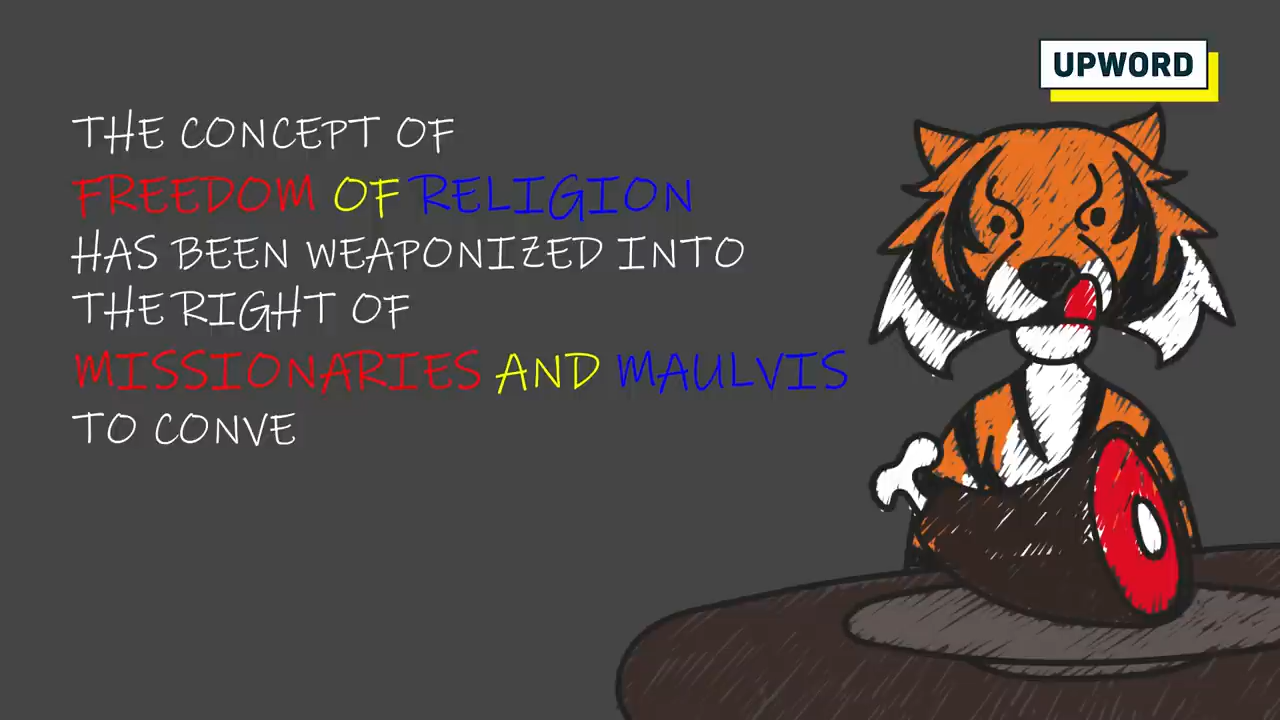 UPWORD
THE CONCEPT OF
FREEDOM OF RELIGION
HAS BEEN WEAPONIZED INTO
THE RIGHT OF
MISSIONARIES AND MAULVIS
TO CONVE